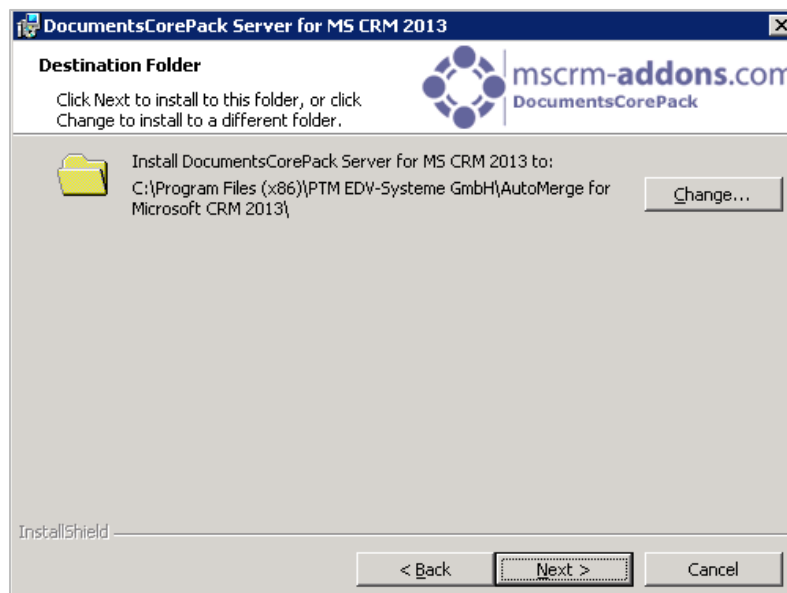 DocumentsCorePack Server for MS CRM 2013
Destination Folder
Click Next to install to this folder, or click
Change to install to a different folder.
mscrm-addons.com
DocumentsCorePack
Install DocumentsCorePack Server for MS CRM 2013 to:
C:\Program Files (x86)\PTM EDV-Systeme GmbH\AutoMerge for
Microsoft CRM 2013\
Change...
InstallShield
< Back
Next >
Cancel